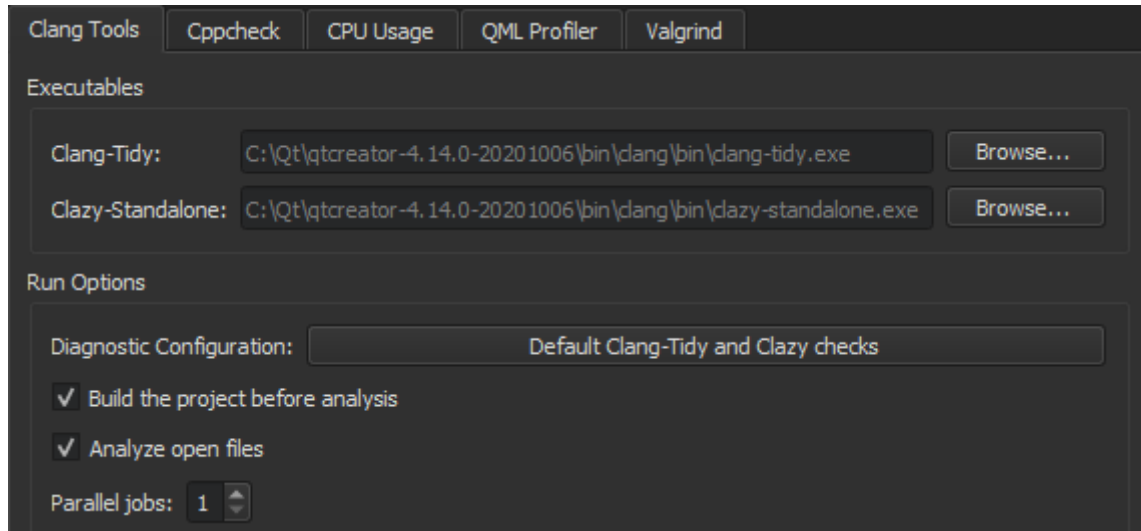 Clang Tools Cppcheck CPU Usage QML Profiler Valgrind
Executables
Clang-Tidy: C:\Qt\qtcreator-4.14.0-20201006\bin\clang\bin\clang-tidy.exe Browse...
Clazy-Standalone: C:\Qt\qtcreator-4.14.0-20201006\bin\clang\bin\clazy-standalone.exe Browse...
Run Options
Diagnostic Configuration: Default Clang-Tidy and Clazy checks
Build the project before analysis
Analyze open files
Parallel jobs: 1